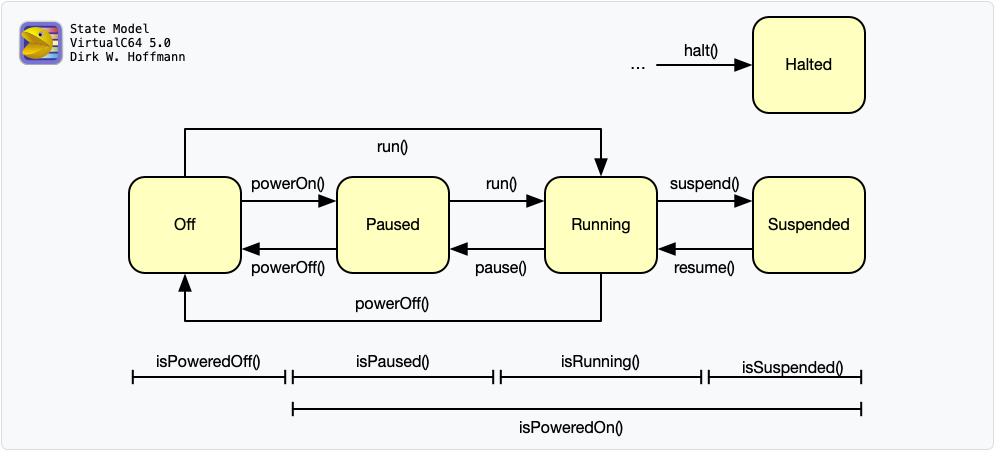 State Model
VirtualC64 5.0
Dirk W. Hoffmann
... halt() Halted
run()
powerOn() run() suspend()
Off Paused Running Suspended
powerOff() pause() resume()
powerOff()
isPoweredOff() isPaused() isRunning() isSuspended()
isPoweredOn()